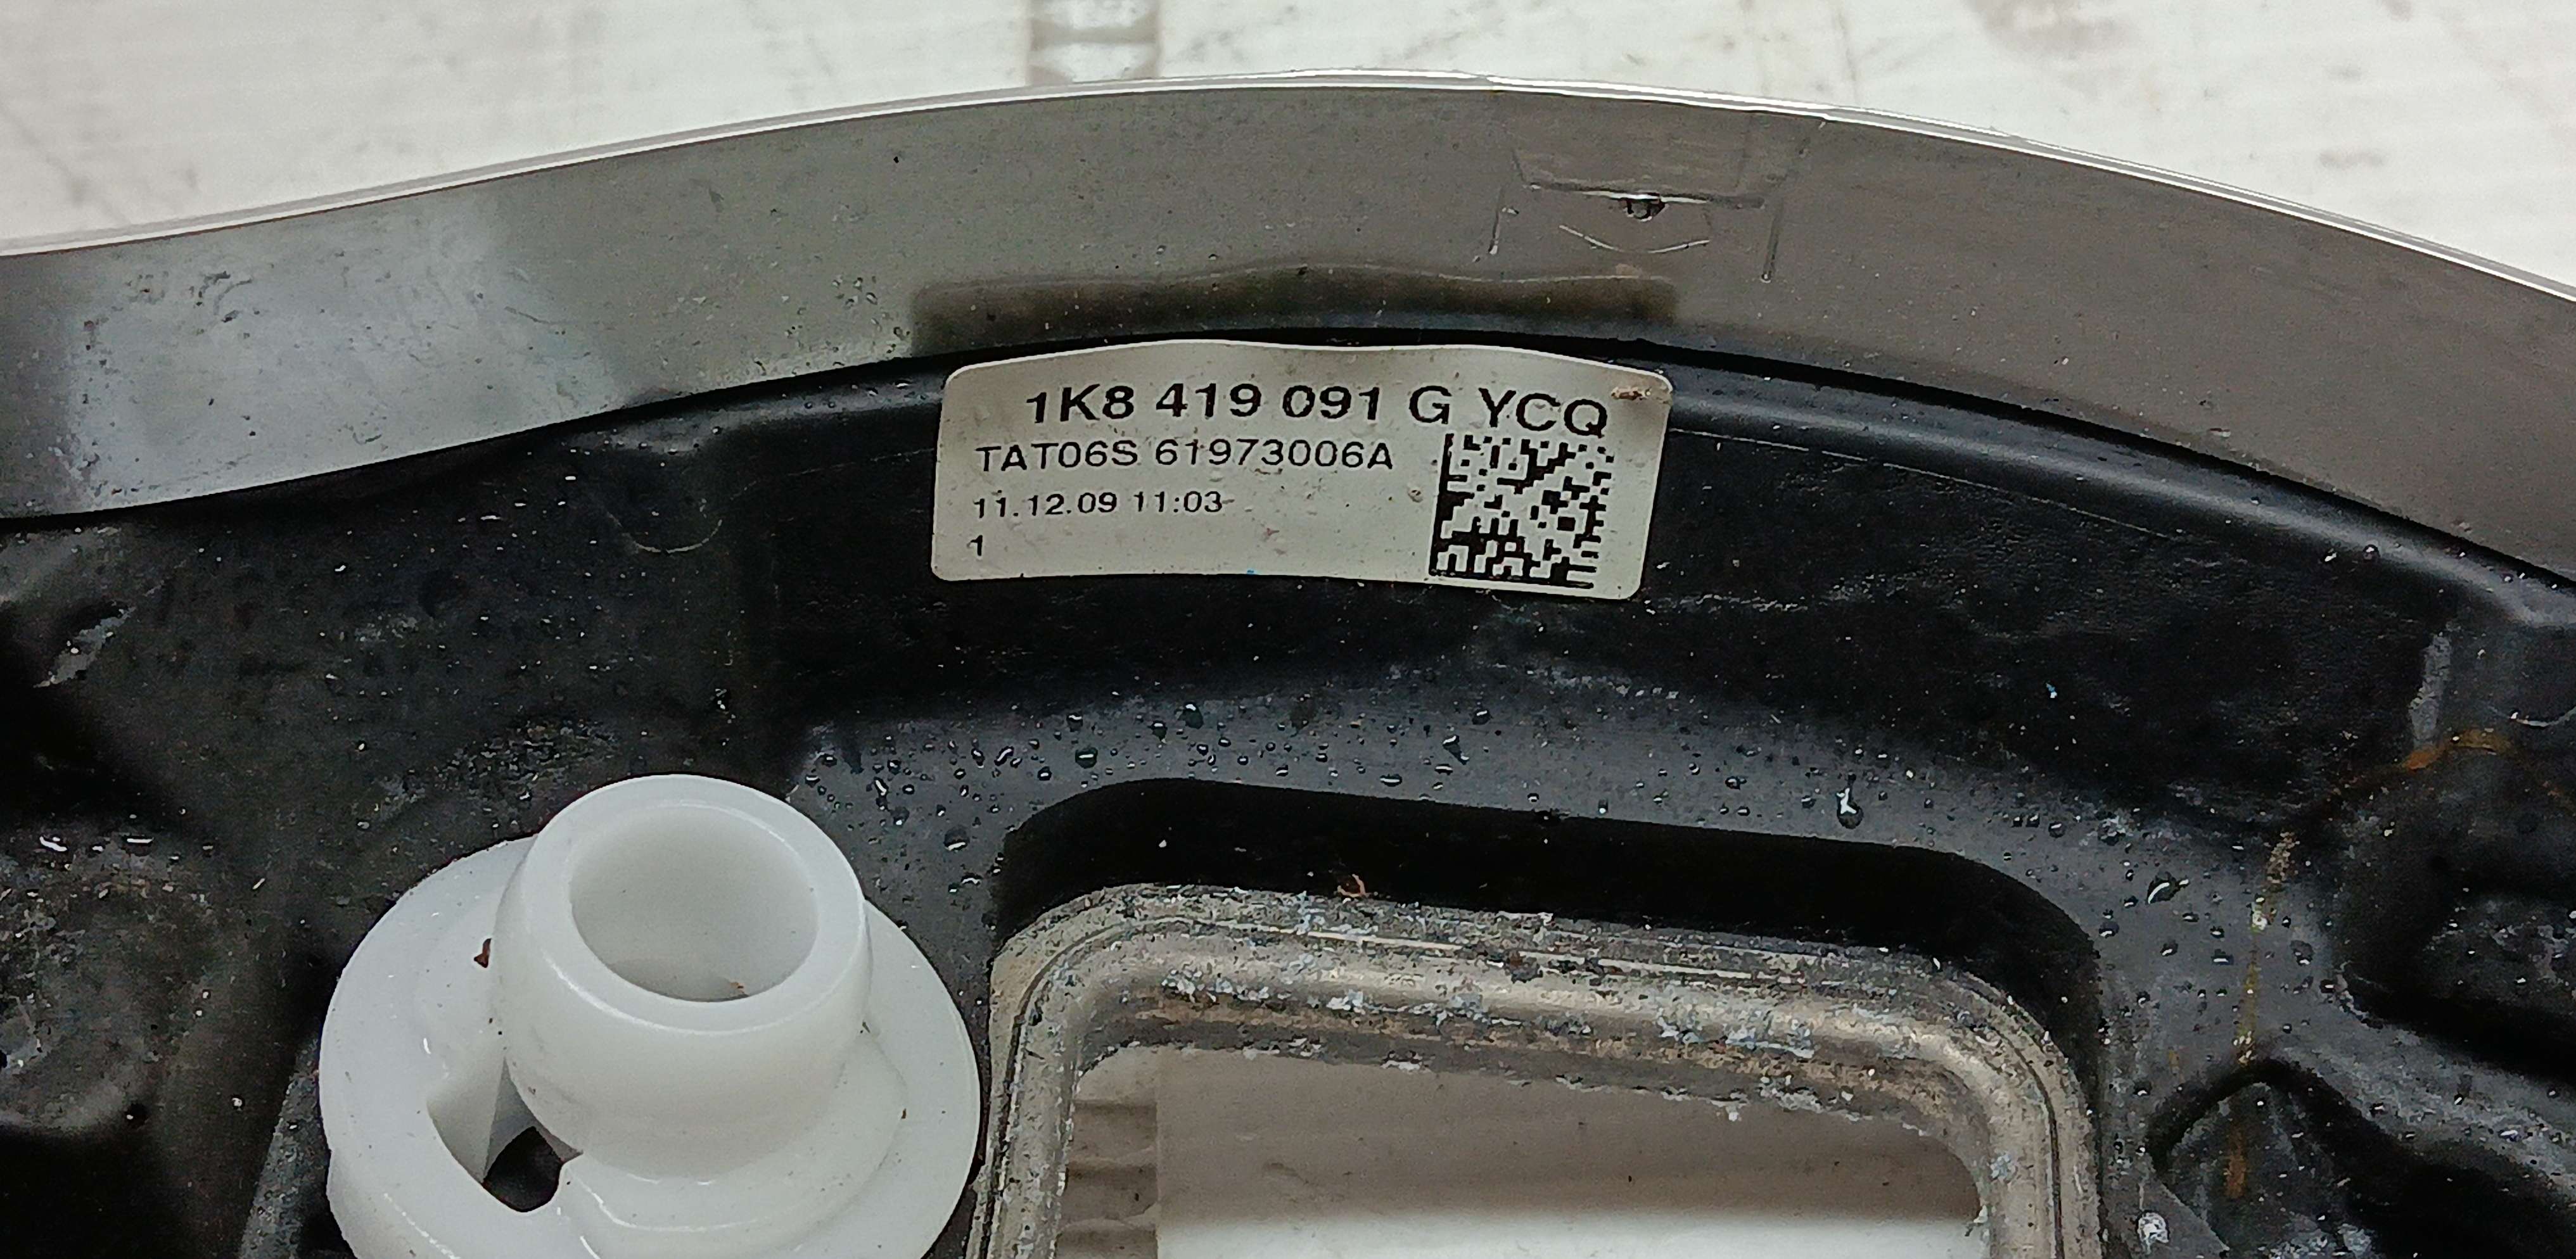 1K8 419 091 G YCQ
TAT06S 61973006A
11.12.09 11:03
1